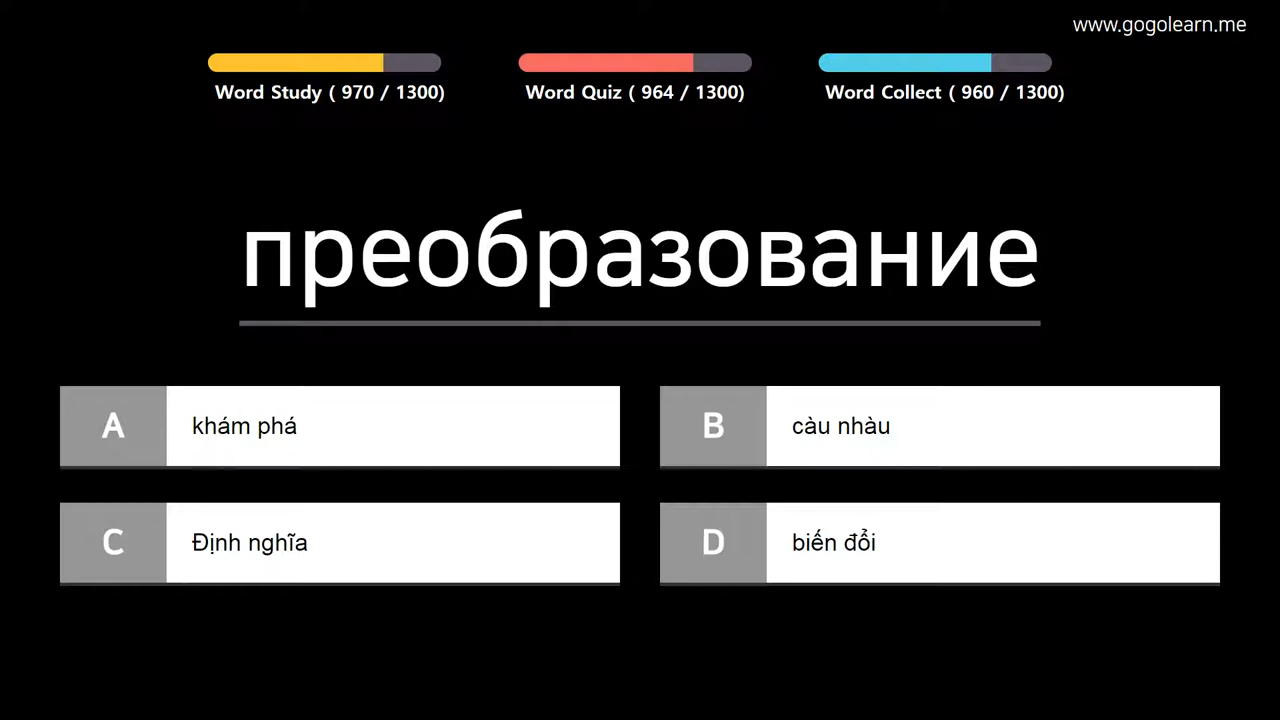 www.gogolearn.me
Word Study ( 970 / 1300)
Word Quiz ( 964 / 1300)
Word Collect ( 960 / 1300)
преобразование
A khám phá
B càu nhàu
C Định nghĩa
D biến đổi